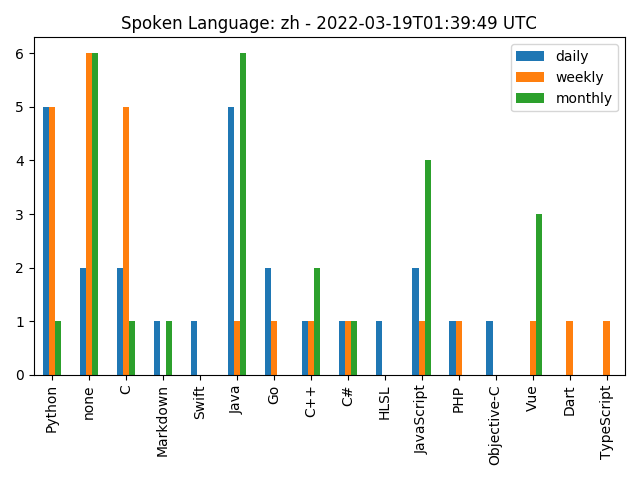 Spoken Language: zh - 2022-03-19T01:39:49 UTC
daily
weekly
monthly
6
5
4
3
2
1
0
Python
none
C
Markdown
Swift
Java
Go
C++
C#
HLSL
JavaScript
PHP
Objective-C
Vue
Dart
TypeScript